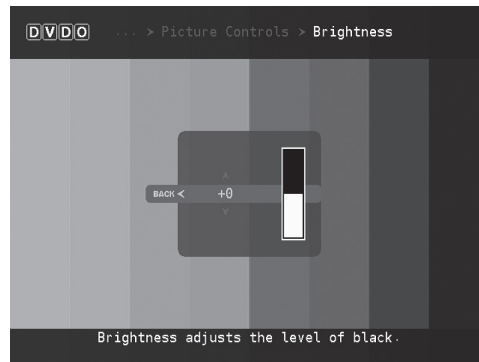 DVDO ... > Picture Controls > Brightness
BACK < +0
Brightness adjusts the level of black.